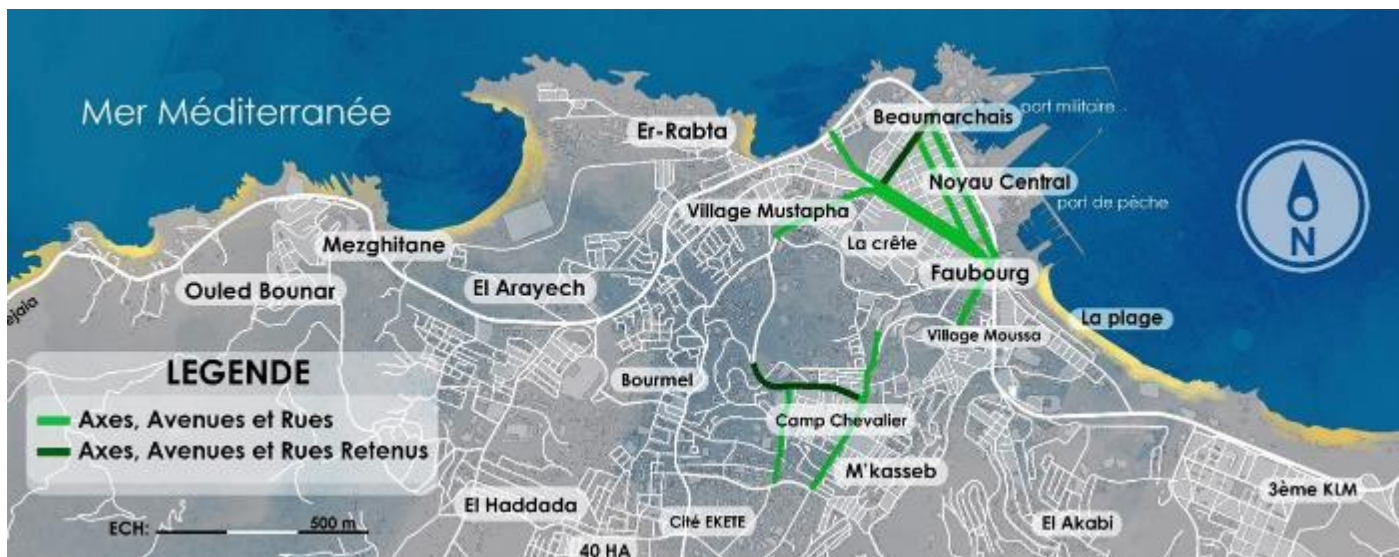 Mer Méditerranée
Beaumarchais
port militaire
Er-Rabta
Noyau Central
port de pêche
Village Mustapha
N
Mezghitane
La crête
Faubourg
Ouled Bounar
El Arayech
La plage
Village Moussa
LEGENDE
Bourmel
Axes, Avenues et Rues
Camp Chevalier
Axes, Avenues et Rues Retenus
M'kasseb
3ème KLM
El Haddada
Cité EKETE
El Akabi
ECH:
500 m
40 HA